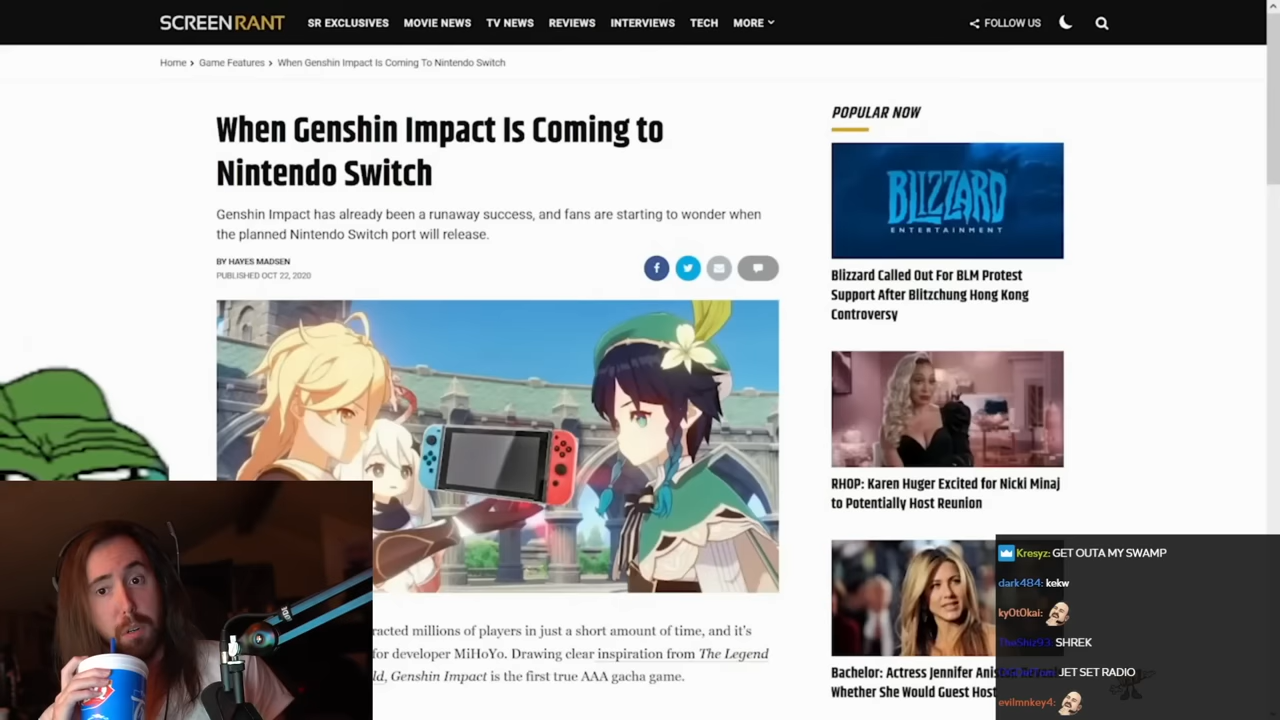 SCREENRANT
SR EXCLUSIVES MOVIE NEWS TV NEWS REVIEWS INTERVIEWS TECH MORE
FOLLOW US
Home > Game Features > When Genshin Impact Is Coming To Nintendo Switch
When Genshin Impact Is Coming to
Nintendo Switch
Genshin Impact has already been a runaway success, and fans are starting to wonder when
the planned Nintendo Switch port will release.
BY HAYES MADSEN
PUBLISHED OCT 22, 2020
racted millions of players in just a short amount of time, and it's
for developer MiHoYo. Drawing clear inspiration from The Legend
ld, Genshin Impact is the first true AAA gacha game.
POPULAR NOW
BLIZZARD
ENTERTAINMENT
Blizzard Called Out For BLM Protest
Support After Blitzchung Hong Kong
Controversy
RHOP: Karen Huger Excited for Nicki Minaj
to Potentially Host Reunion
Bachelor: Actress Jennifer Anis
Whether She Would Guest Host
Kresyz: GET OUTA MY SWAMP
dark484: kekw
kyOtOkai:
SHREK
JET SET RADIO
evilmnkey4: